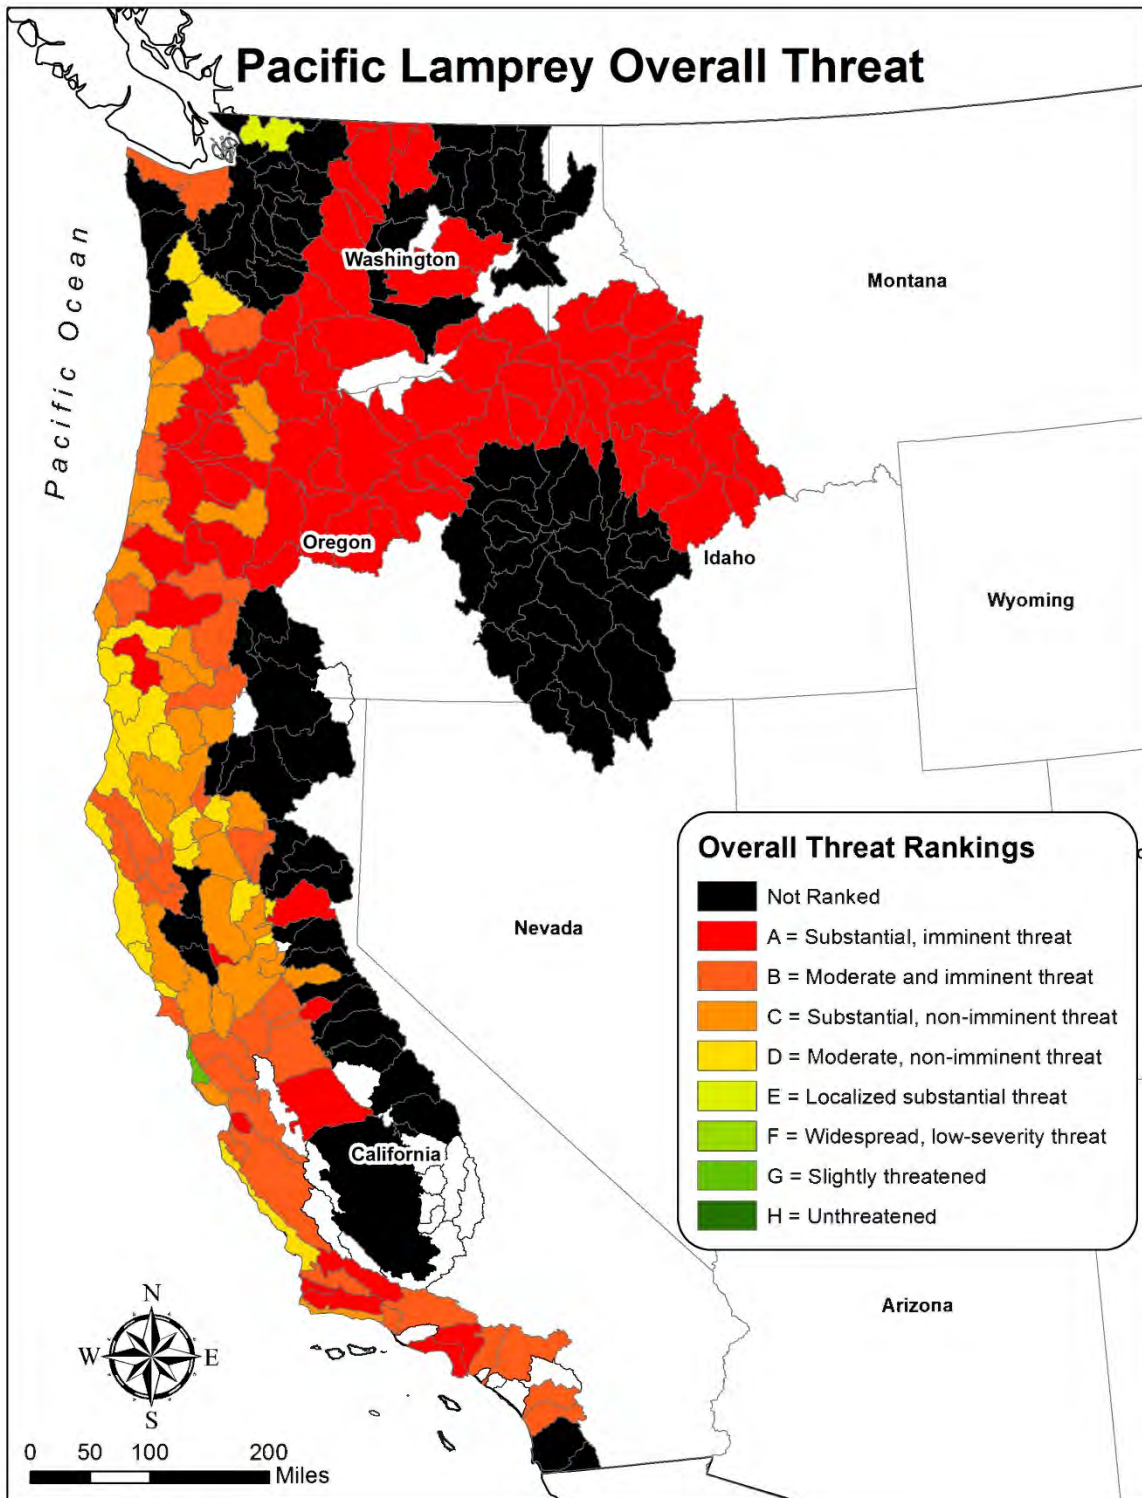 Pacific Lamprey Overall Threat
Washington
Montana
Pacific Ocean
Oregon
Idaho
Wyoming
Overall Threat Rankings
Not Ranked
A = Substantial, imminent threat
B = Moderate and imminent threat
C = Substantial, non-imminent threat
D = Moderate, non-imminent threat
E = Localized substantial threat
F = Widespread, low-severity threat
G = Slightly threatened
H = Unthreatened
Nevada
California
Arizona
N
W E
S
0 50 100 200
Miles